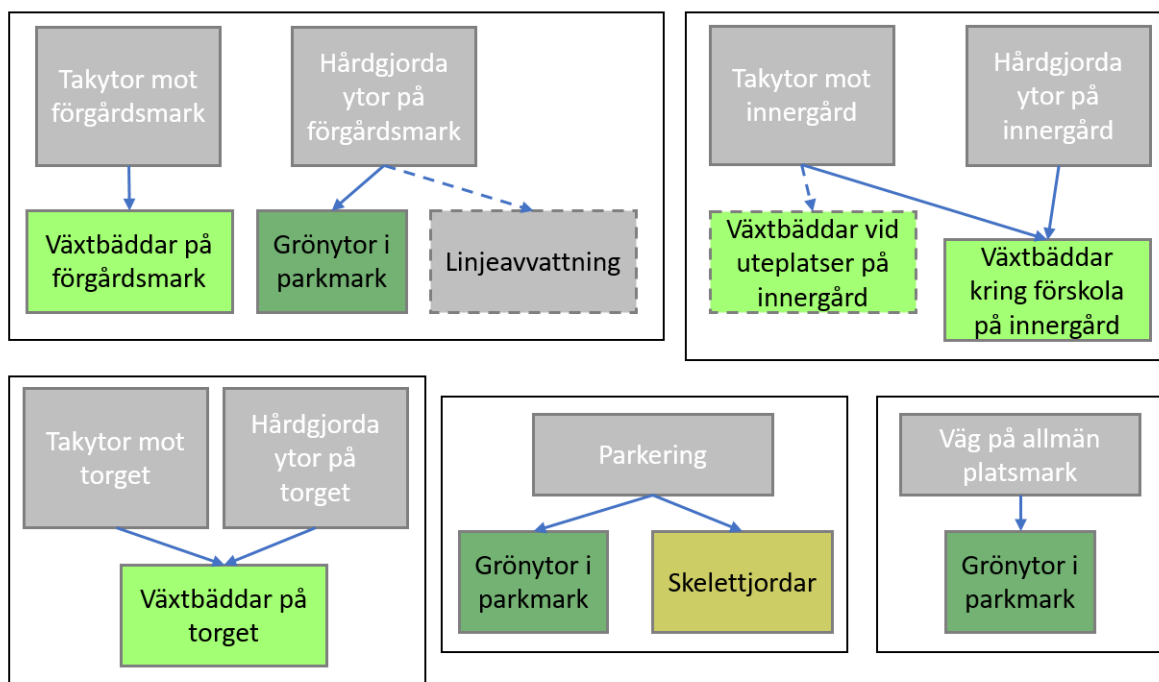 Takytor mot
förgårdsmark
Hårdgjorda
ytor på
förgårdsmark
Växtbäddar på
förgårdsmark
Grönytor i
parkmark
Linjeavvattning
Takytor mot
innergård
Hårdgjorda
ytor på
innergård
Växtbäddar vid
uteplatser på
innergård
Växtbäddar
kring förskola
på innergård
Takytor mot
torget
Hårdgjorda
ytor på
torget
Växtbäddar på
torget
Parkering
Grönytor i
parkmark
Skelettjordar
Väg på allmän
platsmark
Grönytor i
parkmark